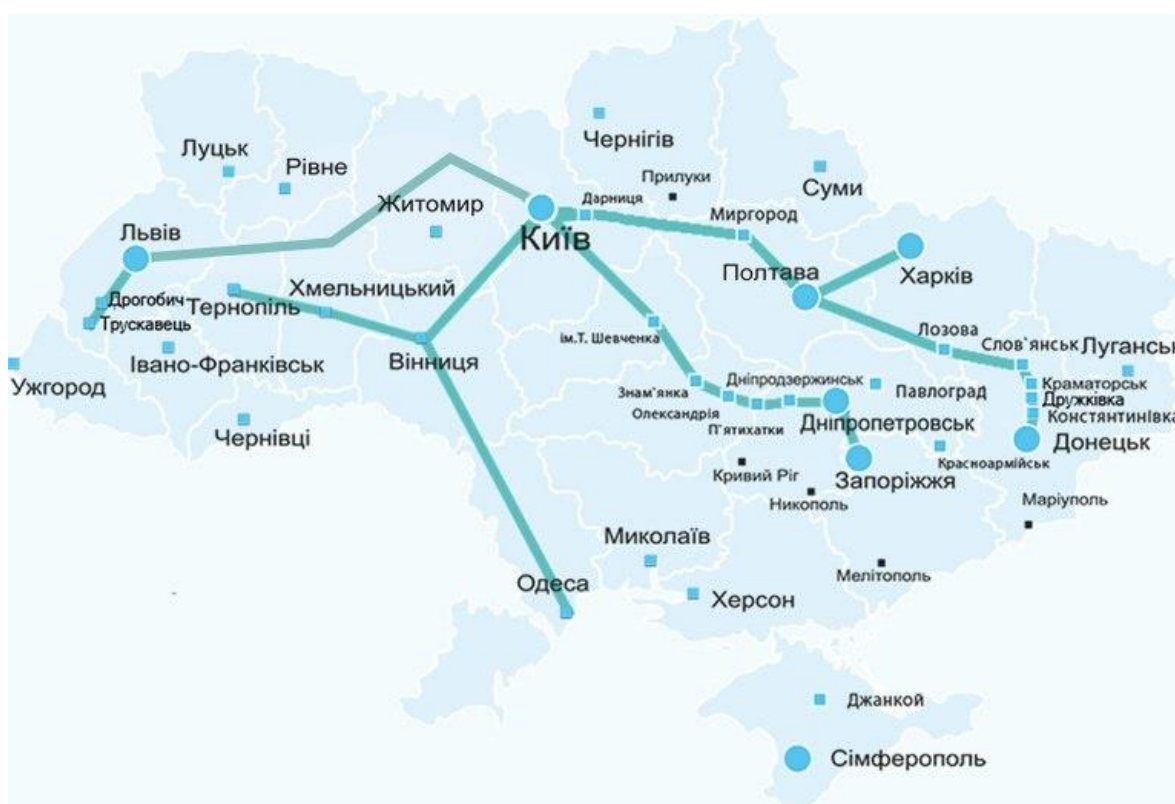 Чернігів
Луцьк
Рівне
Прилуки
Суми
Житомир
Дарниця
Миргород
Львів
Київ
Полтава
Харків
Дрогобич
Тернопіль
Хмельницький
Трускавець
ім.Т. Шевченка
Лозова
Слов`янськ
Луганськ
Ужгород
Івано-Франківськ
Вінниця
Знам`янка
Дніпродзержинськ
Павлоград
Краматорськ
Дружківка
Константинівка
Олександрія
П`ятихатки
Дніпропетровськ
Чернівці
Донецьк
Красноармійськ
Кривий Ріг
Запоріжжя
Никополь
Маріуполь
Миколаїв
Мелітополь
Одеса
Херсон
Джанкой
Сімферополь